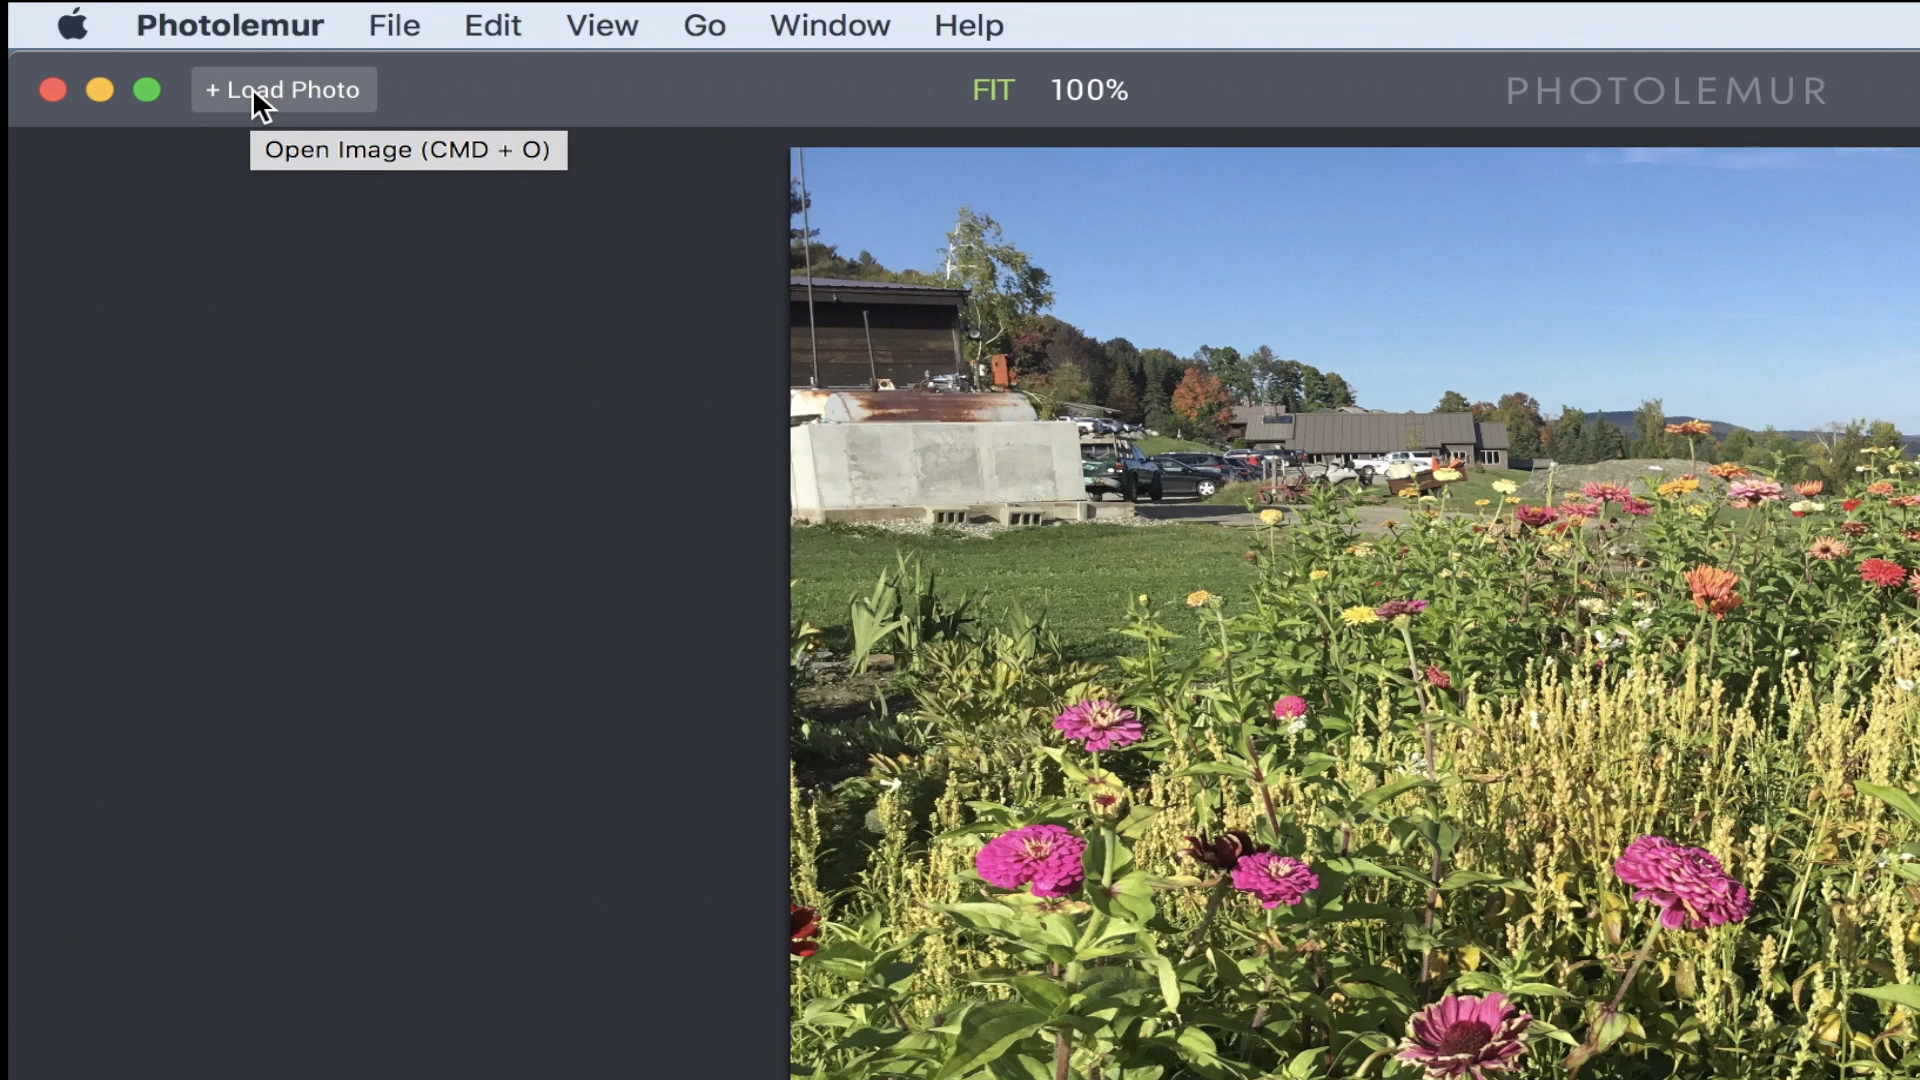 Photolemur File Edit View Go Window Help
+ Load Photo FIT 100% PHOTOLEMUR
Open Image (CMD + O)